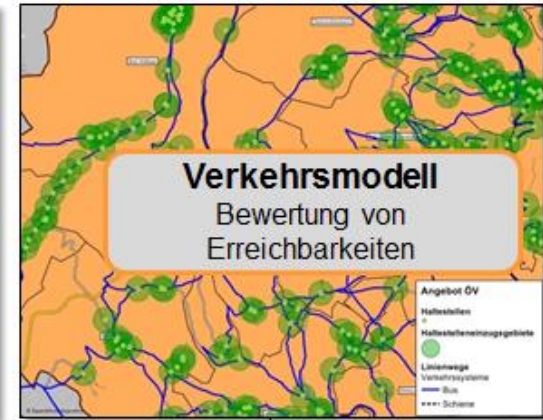 Verkehrsmodell
Bewertung von
Erreichbarkeiten
Angebot ÖV
Haltestellen
Haltestelleneinzugsgebiete
Linienwege
Verkehrssysteme
Bus
Schiene